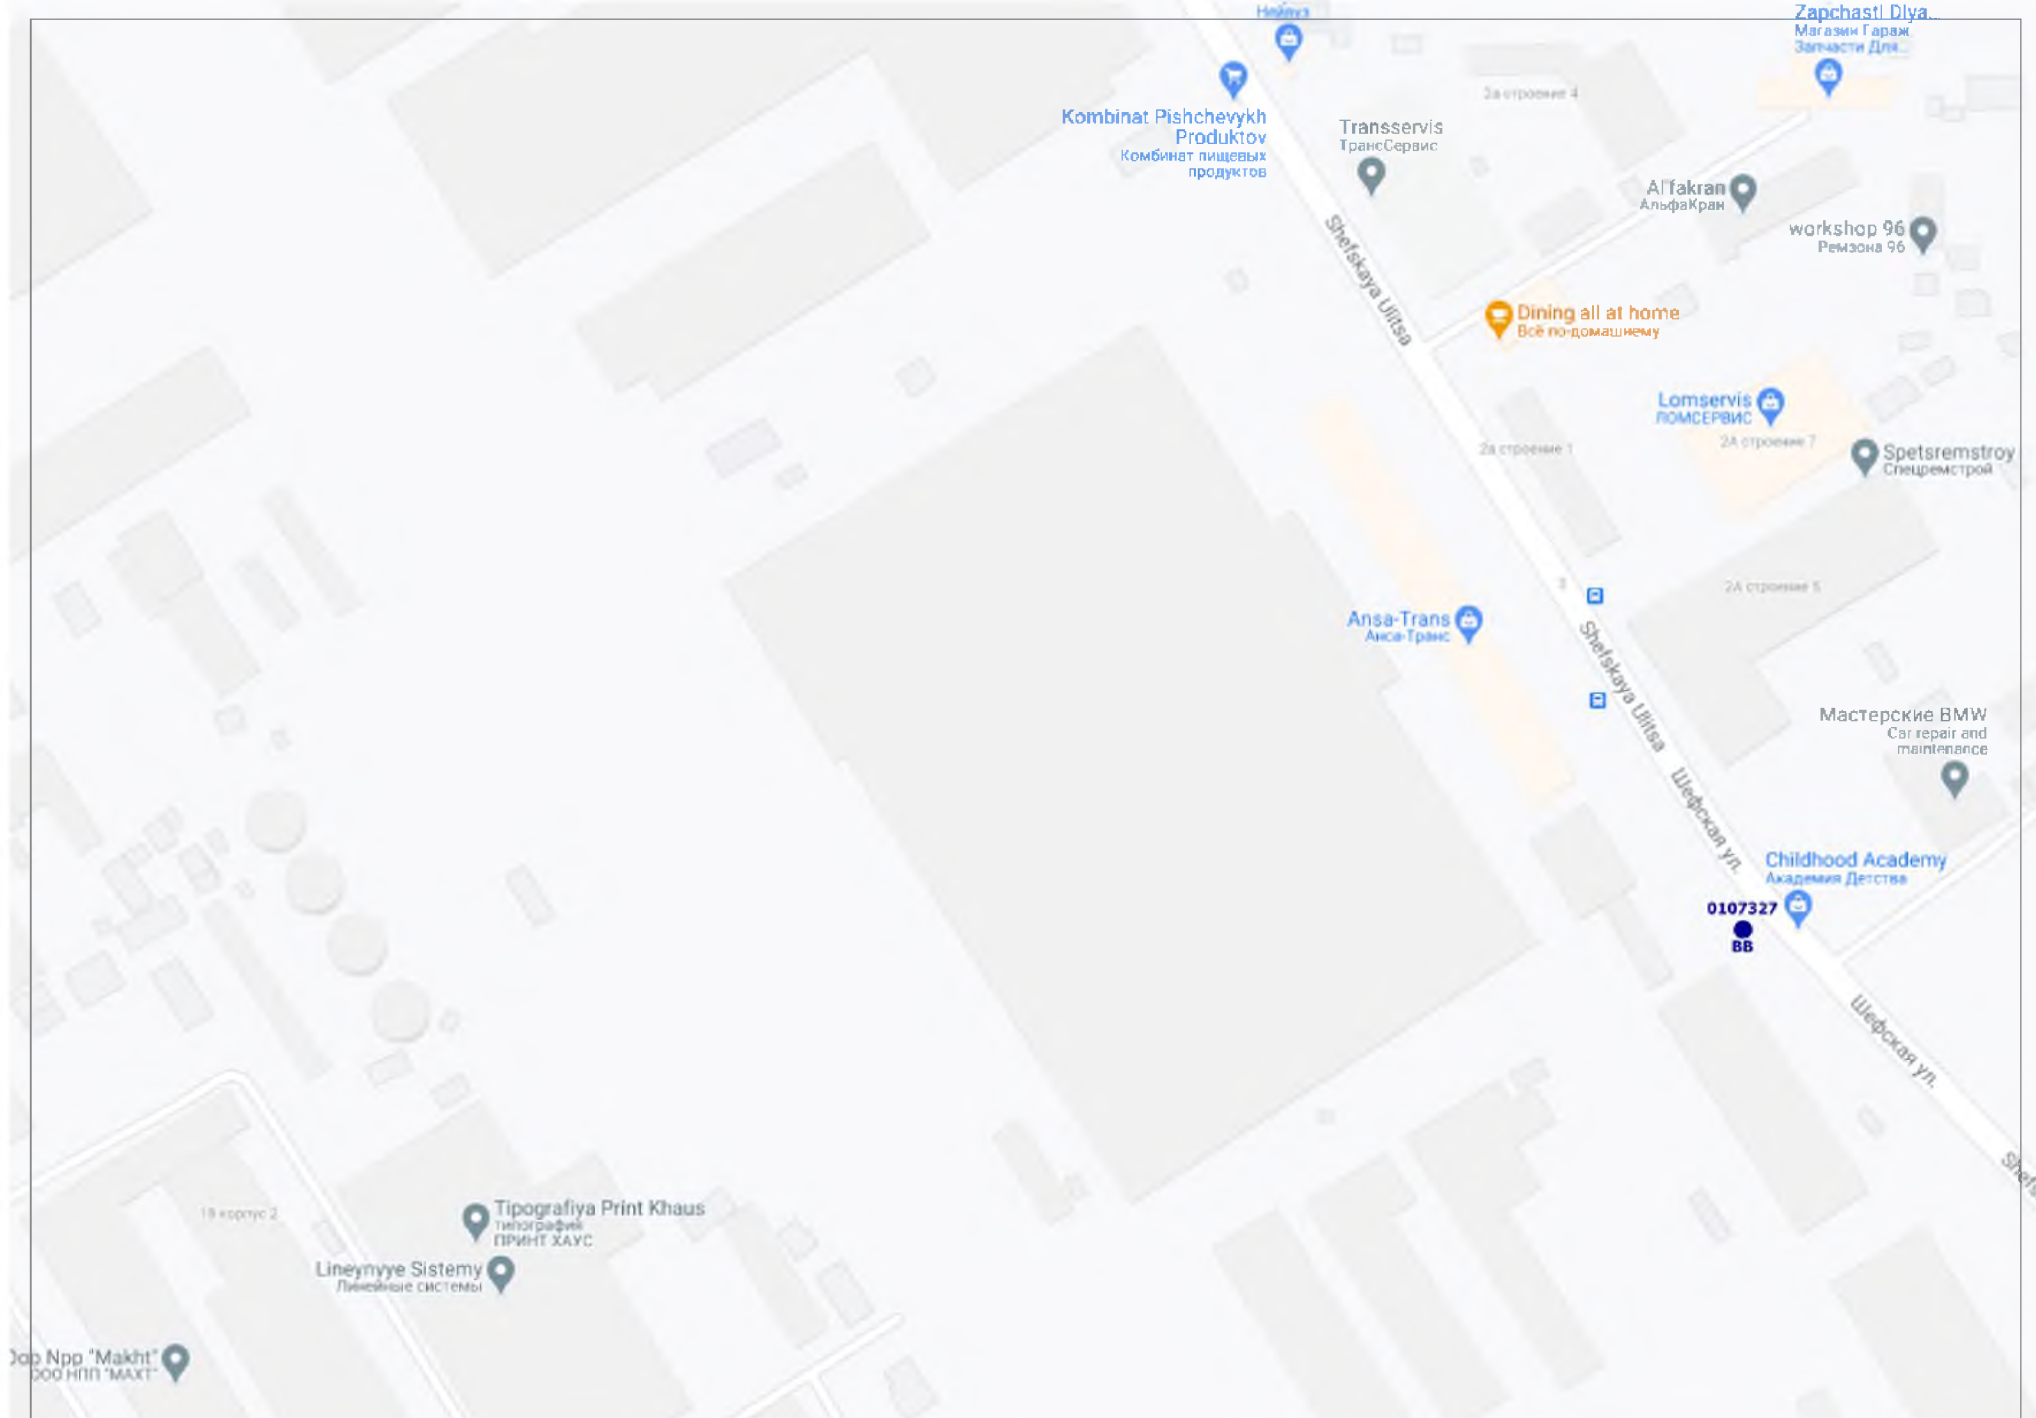 Zapchasti Dlya...
Магазин Гараж
Запчасти Для...
2а строение 4
Kombinat Pishchevykh
Produktov
Комбинат пищевых
продуктов
Transservis
ТрансСервис
Al'fakran
АльфаКран
workshop 96
Ремзона 96
Shefskaya Ulitsa
Dining all at home
Всё по-домашнему
Lomservis
ЛОМСЕРВИС
2а строение 1
2А строение 7
Spetsremstroy
Спецремстрой
3
2А строение 5
Ansa-Trans
Анса-Транс
Shefskaya Ulitsa
Мастерские BMW
Car repair and
maintenance
Шефская ул.
Childhood Academy
Академия Детства
0107327
BB
Шефская ул.
Shefs
18 корпус 2
Tipografiya Print Khaus
типография
ПРИНТ ХАУС
Lineynyye Sistemy
Линейные системы
Npp "Makht"
ООО НПП "МАХТ"